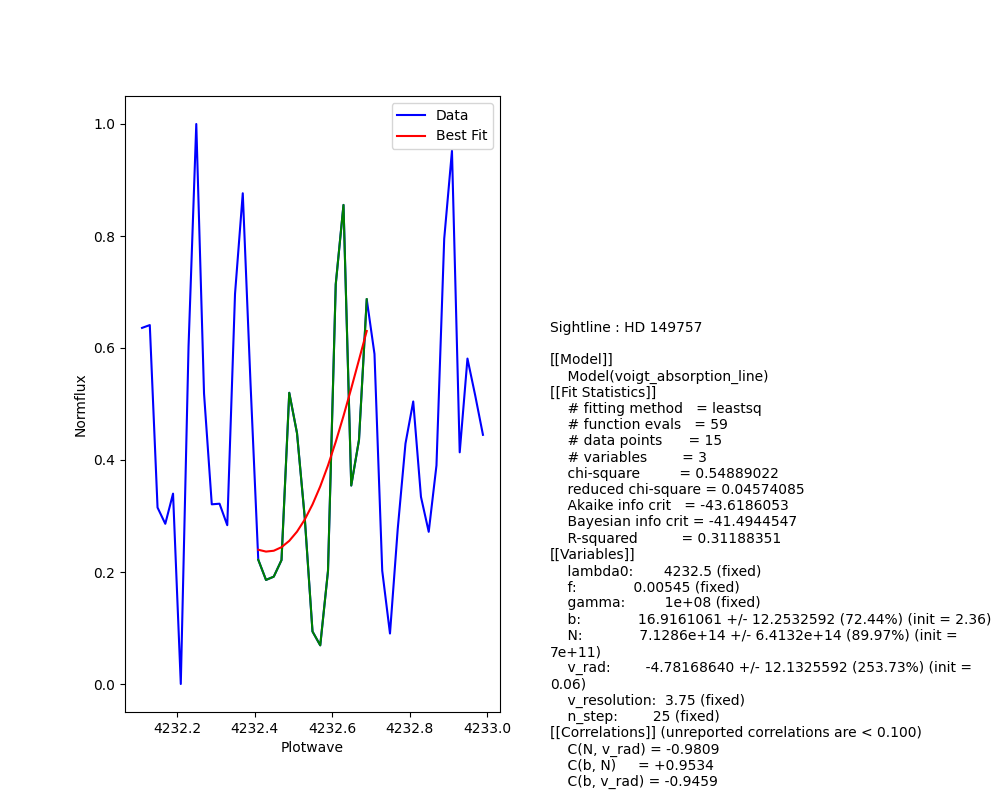 Data
Best Fit
1.0
0.8
0.6
0.4
0.2
0.0
Normflux
4232.2
4232.4
4232.6
4232.8
4233.0
Plotwave
Sightline : HD 149757
[[Model]]
Model(voigt_absorption_line)
[[Fit Statistics]]
# fitting method = leastsq
# function evals = 59
# data points = 15
# variables = 3
chi-square = 0.54889022
reduced chi-square = 0.04574085
Akaike info crit = -43.6186053
Bayesian info crit = -41.4944547
R-squared = 0.31188351
[[Variables]]
lambda0: 4232.5 (fixed)
f: 0.00545 (fixed)
gamma: 1e+08 (fixed)
b: 16.9161061 +/- 12.2532592 (72.44%) (init = 2.36)
N: 7.1286e+14 +/- 6.4132e+14 (89.97%) (init =
7e+11)
v_rad: -4.78168640 +/- 12.1325592 (253.73%) (init =
0.06)
v_resolution: 3.75 (fixed)
n_step: 25 (fixed)
[[Correlations]] (unreported correlations are < 0.100)
C(N, v_rad) = -0.9809
C(b, N) = +0.9534
C(b, v_rad) = -0.9459